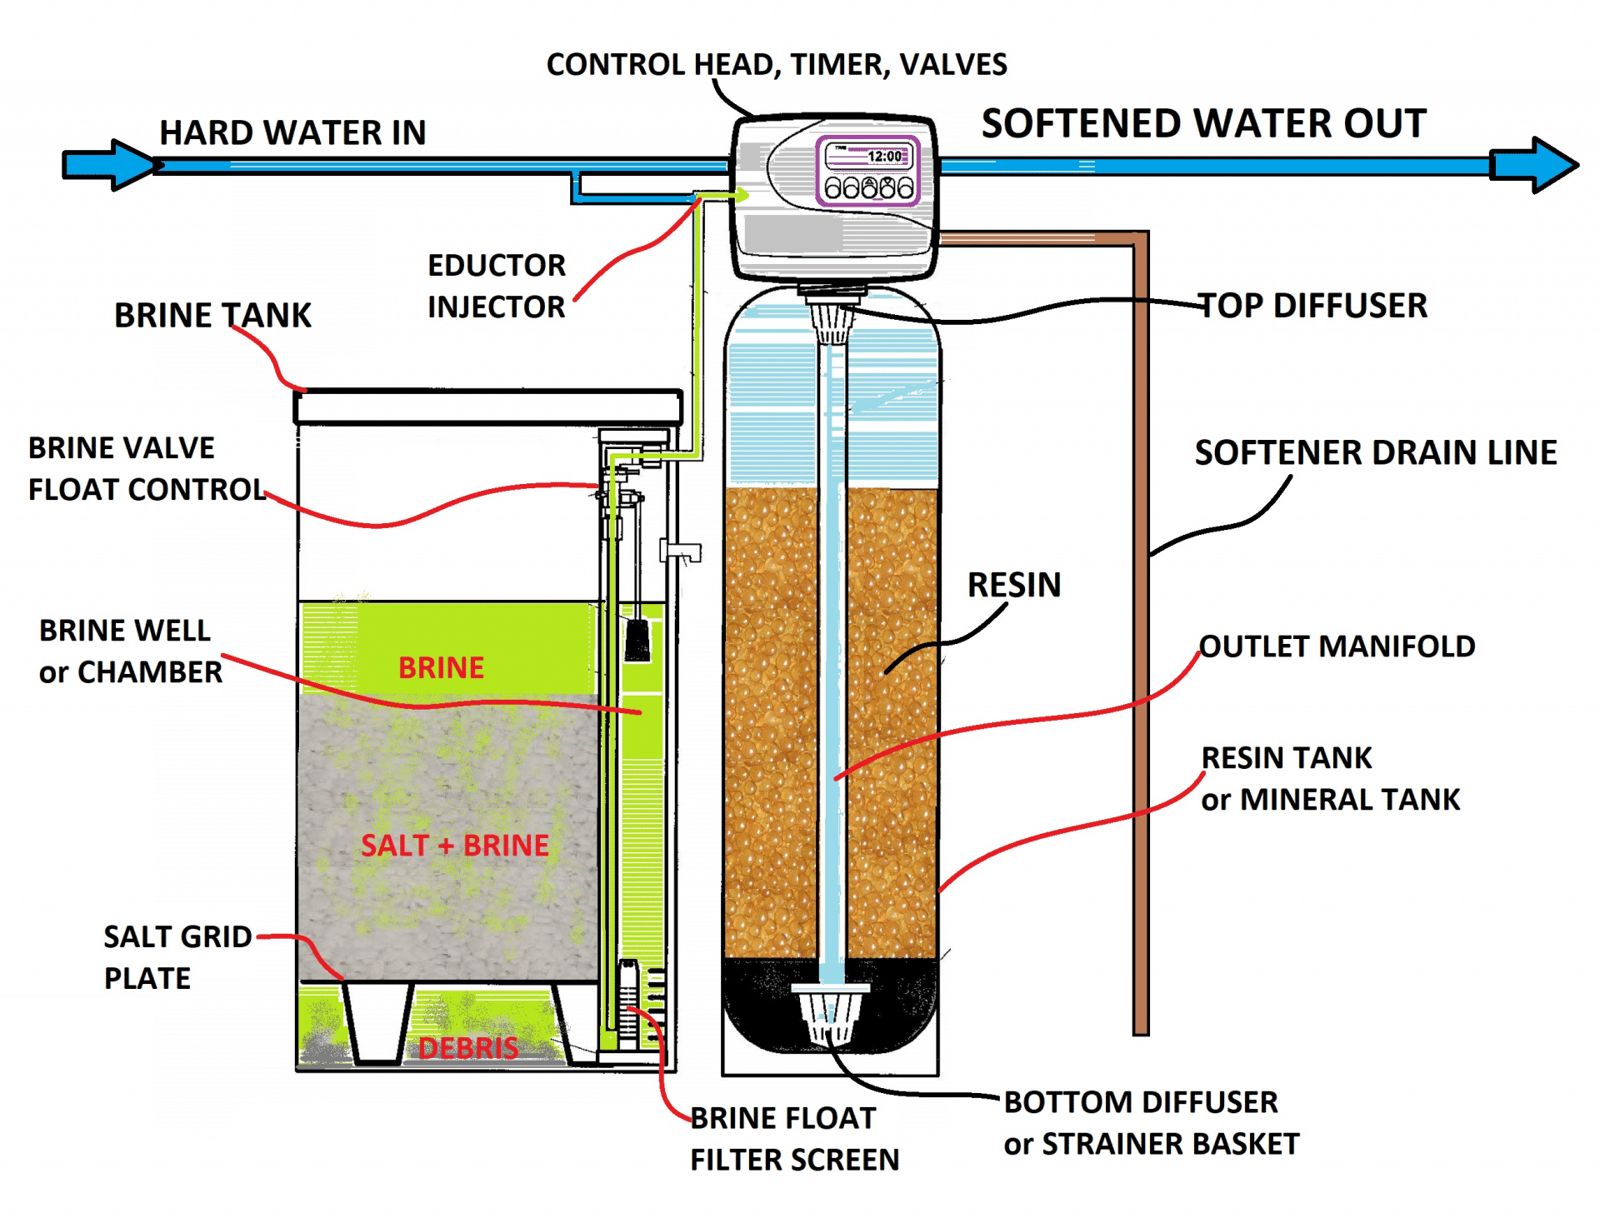 CONTROL HEAD, TIMER, VALVES
HARD WATER IN
SOFTENED WATER OUT
TIME
12:00
EDUCTOR
INJECTOR
BRINE TANK
TOP DIFFUSER
BRINE VALVE
FLOAT CONTROL
SOFTENER DRAIN LINE
RESIN
BRINE WELL
or CHAMBER
BRINE
OUTLET MANIFOLD
RESIN TANK
or MINERAL TANK
SALT + BRINE
SALT GRID
PLATE
DEBRIS
BRINE FLOAT
FILTER SCREEN
BOTTOM DIFFUSER
or STRAINER BASKET